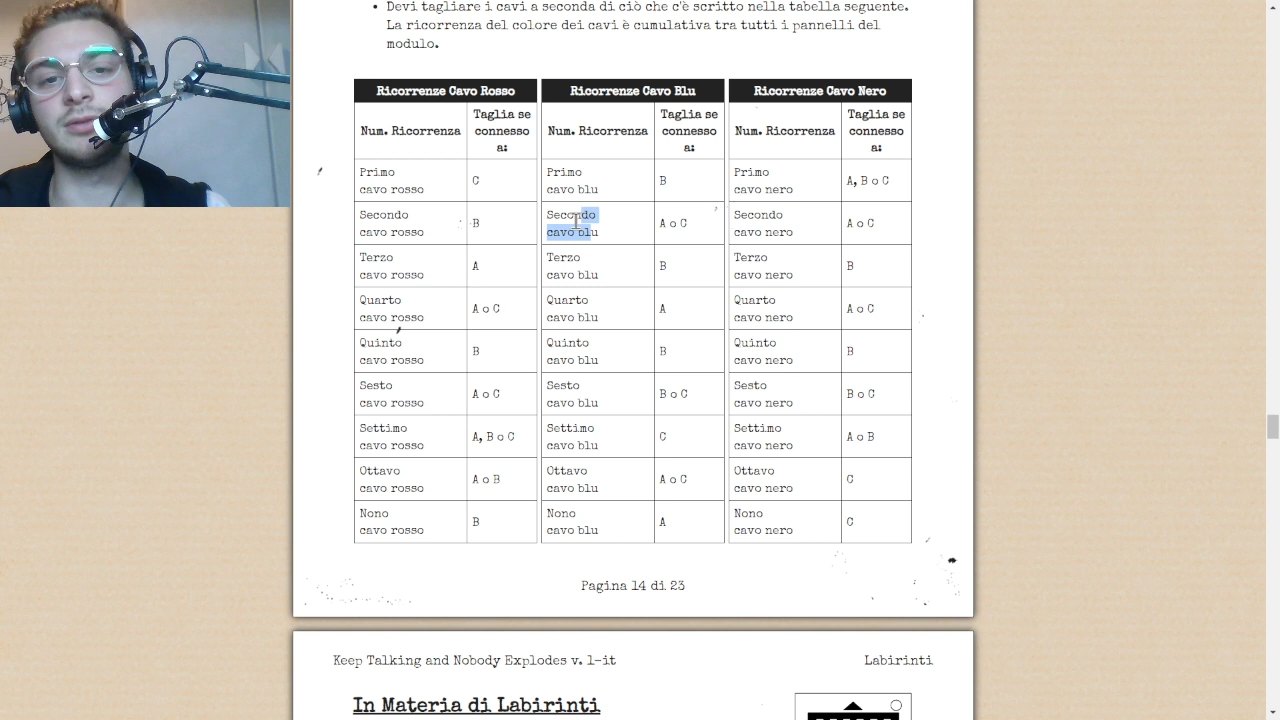 Devi tagliare i cavi a seconda di ciò che c'è scritto nella tabella seguente.
La ricorrenza del colore dei cavi è cumulativa tra tutti i pannelli del
modulo.
Ricorrenze Cavo Rosso
Num. Ricorrenza Taglia se connesso a:
Primo cavo rosso C
Secondo cavo rosso B
Terzo cavo rosso A
Quarto cavo rosso A o C
Quinto cavo rosso B
Sesto cavo rosso A o C
Settimo cavo rosso A, B o C
Ottavo cavo rosso A o B
Nono cavo rosso B
Ricorrenze Cavo Blu
Num. Ricorrenza Taglia se connesso a:
Primo cavo blu B
Secondo cavo blu A o C
Terzo cavo blu B
Quarto cavo blu A
Quinto cavo blu B
Sesto cavo blu B o C
Settimo cavo blu C
Ottavo cavo blu A o C
Nono cavo blu A
Ricorrenze Cavo Nero
Num. Ricorrenza Taglia se connesso a:
Primo cavo nero A, B o C
Secondo cavo nero A o C
Terzo cavo nero B
Quarto cavo nero A o C
Quinto cavo nero B
Sesto cavo nero B o C
Settimo cavo nero A o B
Ottavo cavo nero C
Nono cavo nero C
Pagina 14 di 23
Keep Talking and Nobody Explodes v. 1-it Labirinti
In Materia di Labirinti